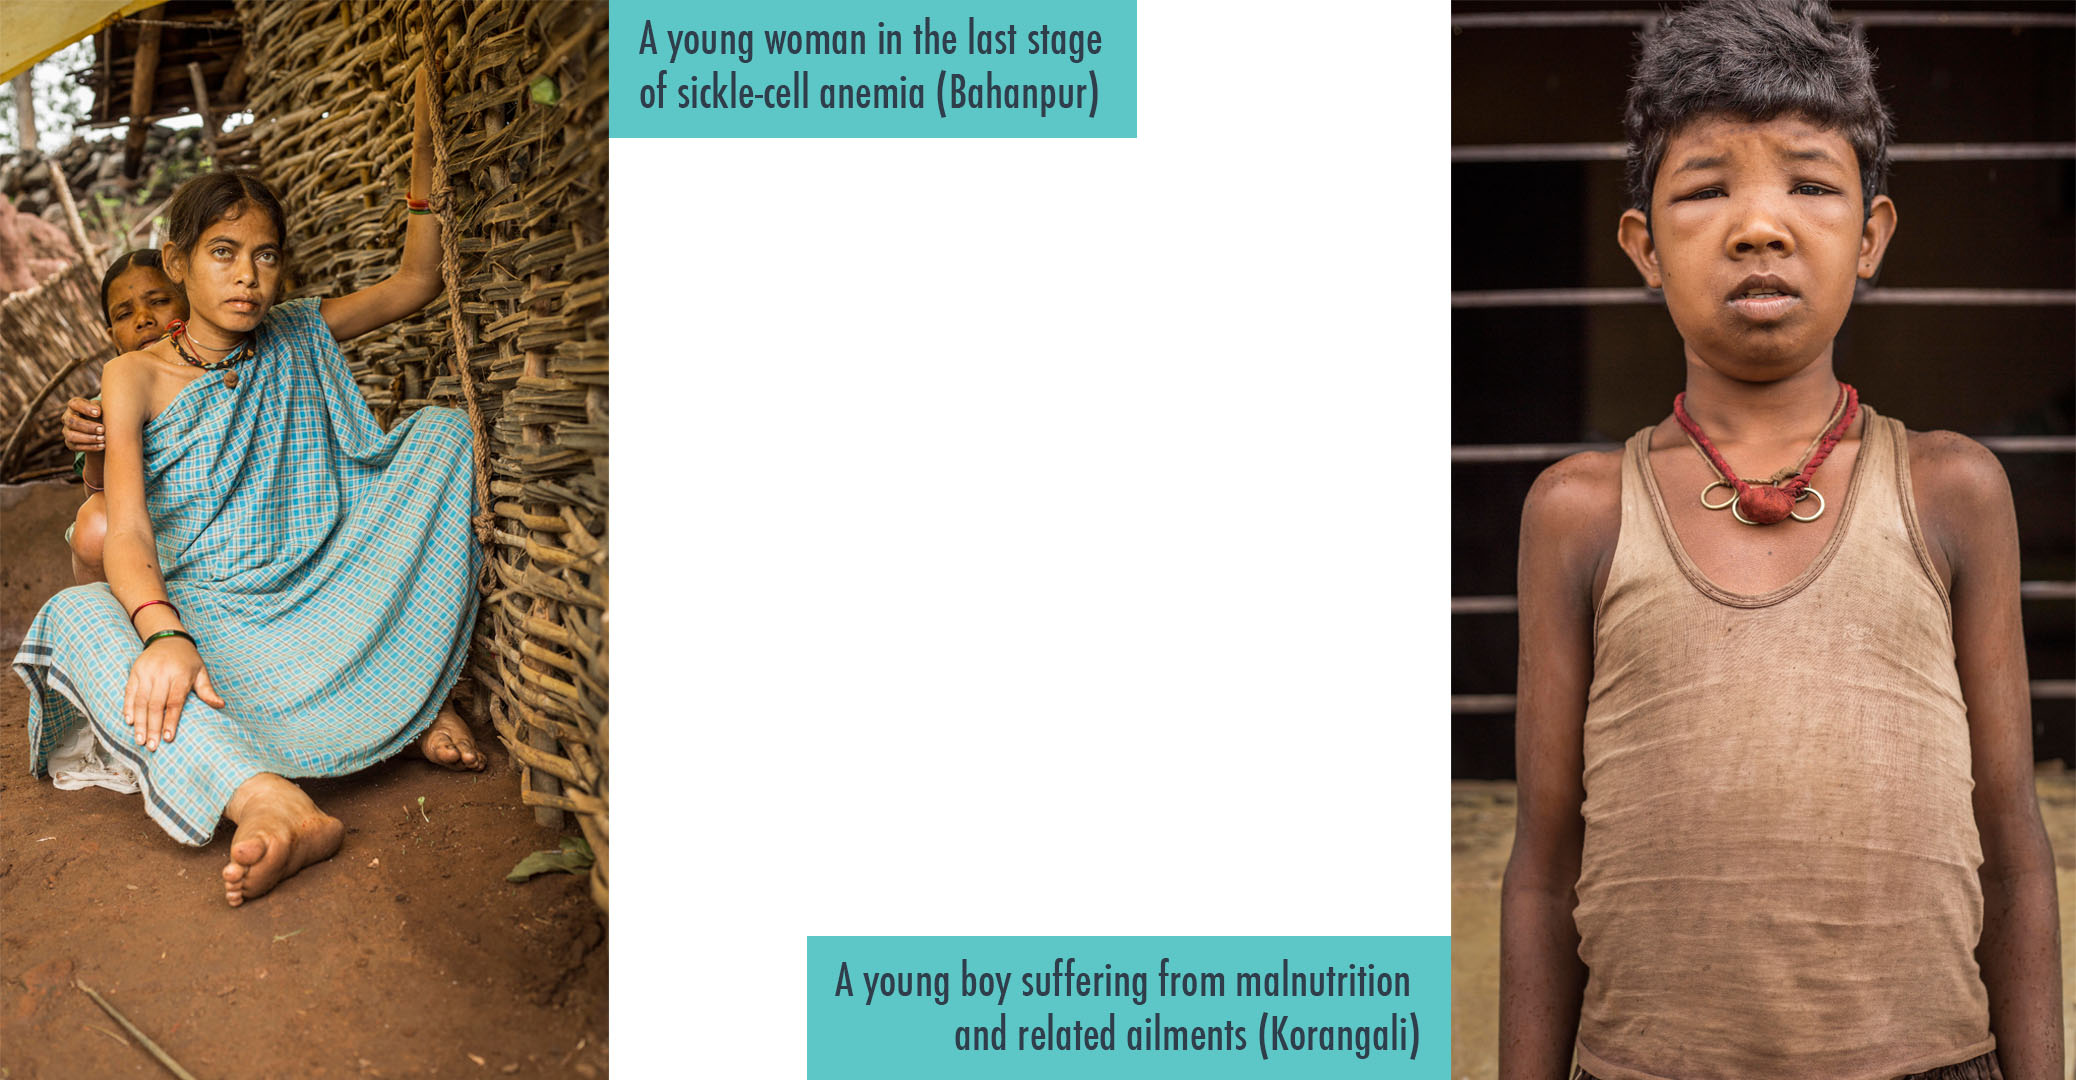 A young woman in the last stage
of sickle-cell anemia (Bahanpur)
A young boy suffering from malnutrition
and related ailments (Korangali)